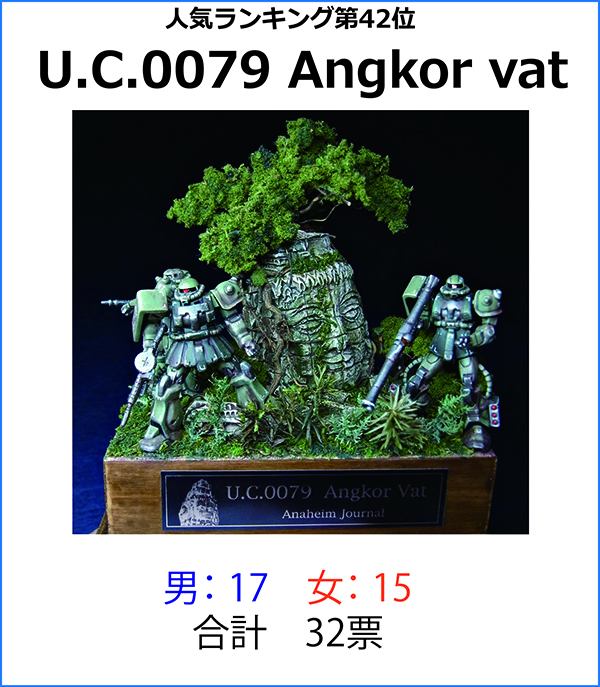 人気ランキング第42位
U.C.0079 Angkor vat
U.C.0079 Angkor Vat
Anaheim Journal
男：17 女：15
合計 32票